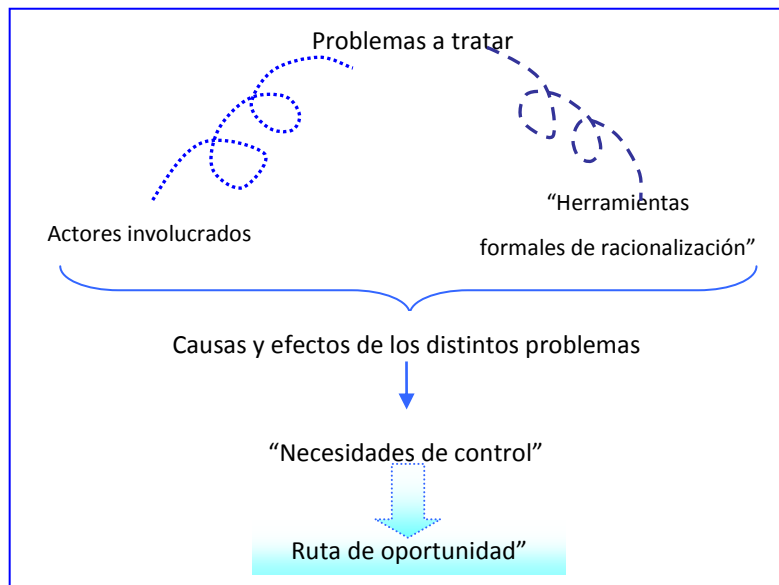 Problemas a tratar
Actores involucrados
“Herramientas
formales de racionalización”
Causas y efectos de los distintos problemas
“Necesidades de control”
Ruta de oportunidad”